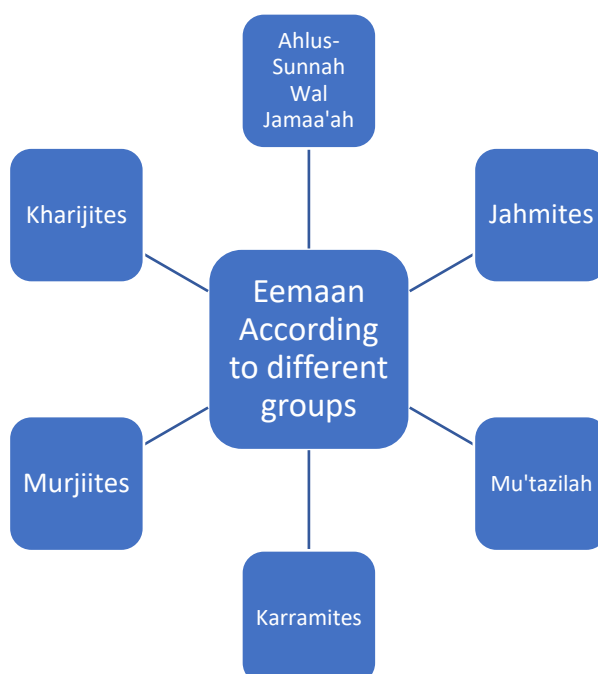 Ahlus-
Sunnah
Wal
Jamaa'ah
Kharijites
Jahmites
Eemaan
According
to different
groups
Murjiites
Mu'tazilah
Karramites